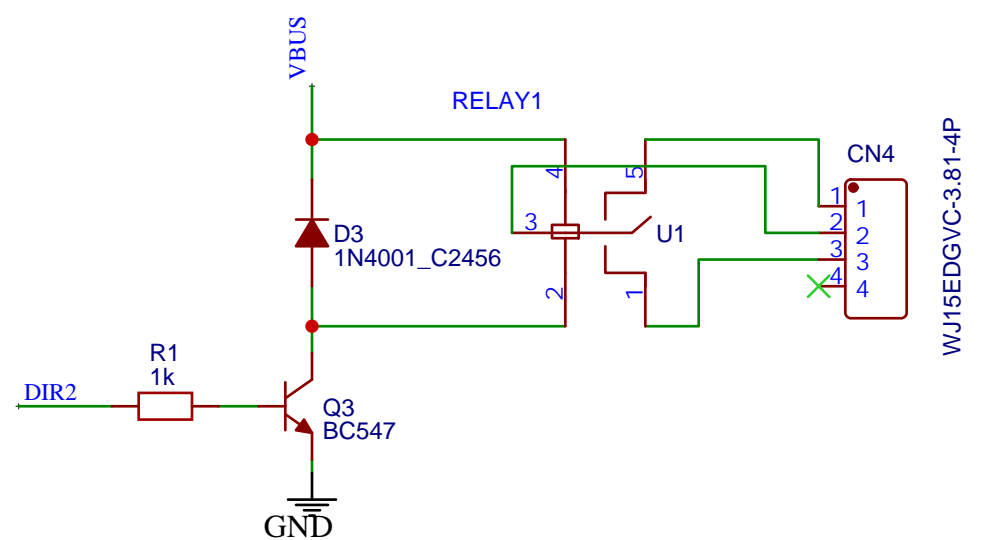 VBUS
RELAY1
4
5
3
U1
2
1
CN4
1
1
2
2
3
3
4
4
WJ15EDGVC-3.81-4P
D3
1N4001_C2456
R1
1k
DIR2
Q3
BC547
GND